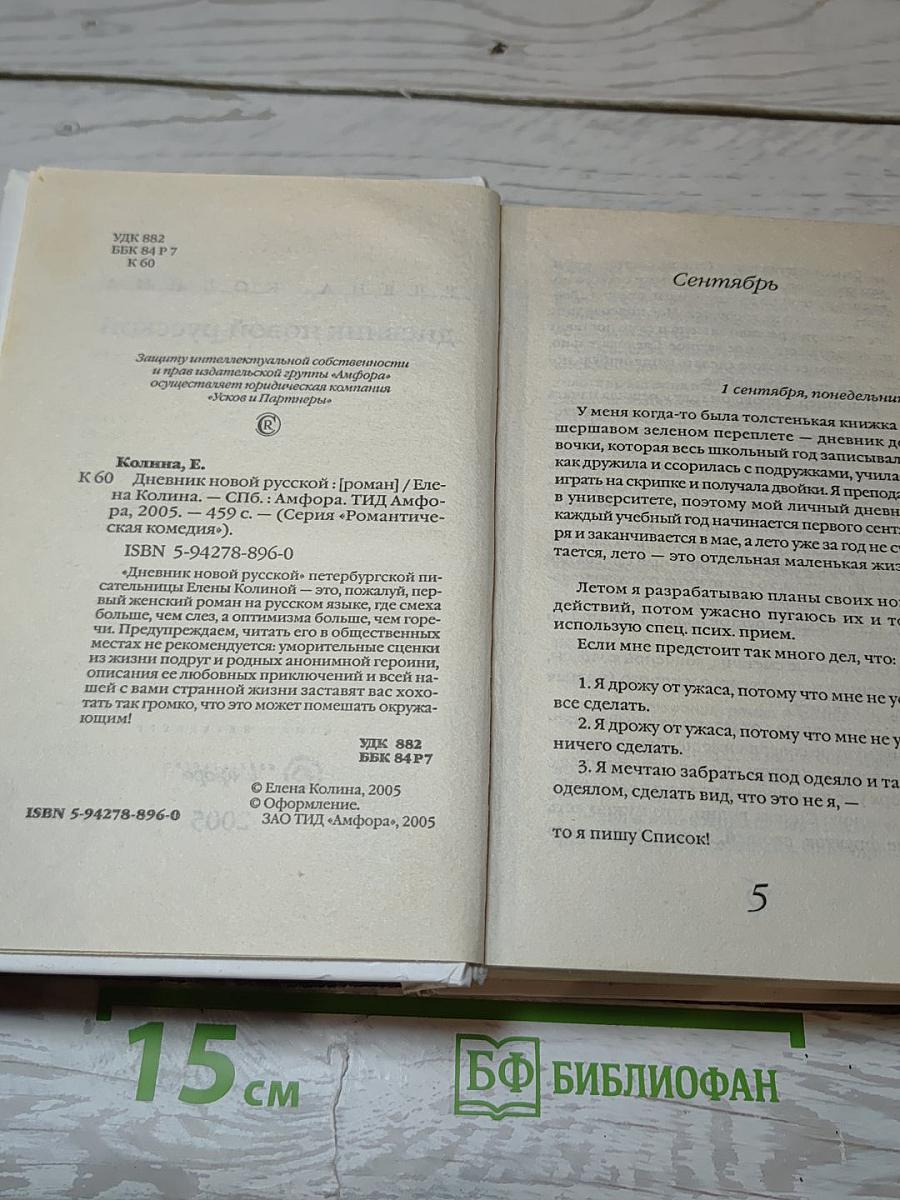 УДК 882
ББК 84 Р 7
К 60
Защиту интеллектуальной собственности
и прав издательской группы «Амфора»
осуществляет юридическая компания
«Усков и Партнеры»
®
Колина, Е.
К 60 Дневник новой русской : [роман] / Еле-
на Колина. — СПб. : Амфора. ТИД Амфо-
ра, 2005. — 459 с. — (Серия «Романтиче-
ская комедия»).
ISBN 5-94278-896-0
«Дневник новой русской» петербургской пи-
сательницы Елены Колиной — это, пожалуй, пер-
вый женский роман на русском языке, где смеха
больше, чем слез, а оптимизма больше, чем горе-
чи. Предупреждаем, читать его в общественных
местах не рекомендуется: уморительные сценки
из жизни подруг и родных анонимной героини,
описания ее любовных приключений и всей на-
шей с вами странной жизни заставят вас хохо-
тать так громко, что это может помешать окружа-
ющим!
УДК 882
ББК 84Р7
© Елена Колина, 2005
© Оформление.
ЗАО ТИД «Амфора», 2005
ISBN 5-94278-896-0
Сентябрь
1 сентября, понедельник
У меня когда-то была толстенькая книжка
шершавом зеленом переплете — дневник де
вочки, которая весь школьный год записывал
как дружила и ссорилась с подружками, учила
играть на скрипке и получала двойки. Я препода
в университете, поэтому мой личный дневн
каждый учебный год начинается первого сент
ря и заканчивается в мае, а лето уже за год не с
тается, лето — это отдельная маленькая жиз
Летом я разрабатываю планы своих но
действий, потом ужасно пугаюсь их и то
использую спец. псих. прием.
Если мне предстоит так много дел, что:
1. Я дрожу от ужаса, потому что мне не ус
все сделать.
2. Я дрожу от ужаса, потому что мне не у
ничего сделать.
3. Я мечтаю забраться под одеяло и та
одеялом, сделать вид, что это не я, —
то я пишу Список!
5
15 см
БФ БИБЛИОФАН